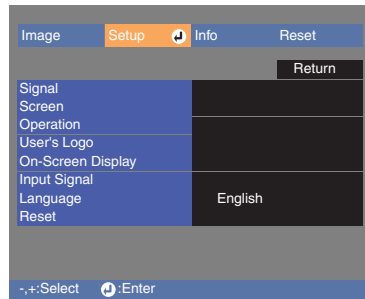 Image Setup Info Reset
Return
Signal
Screen
Operation
User's Logo
On-Screen Display
Input Signal
Language English
Reset
-,+:Select :Enter